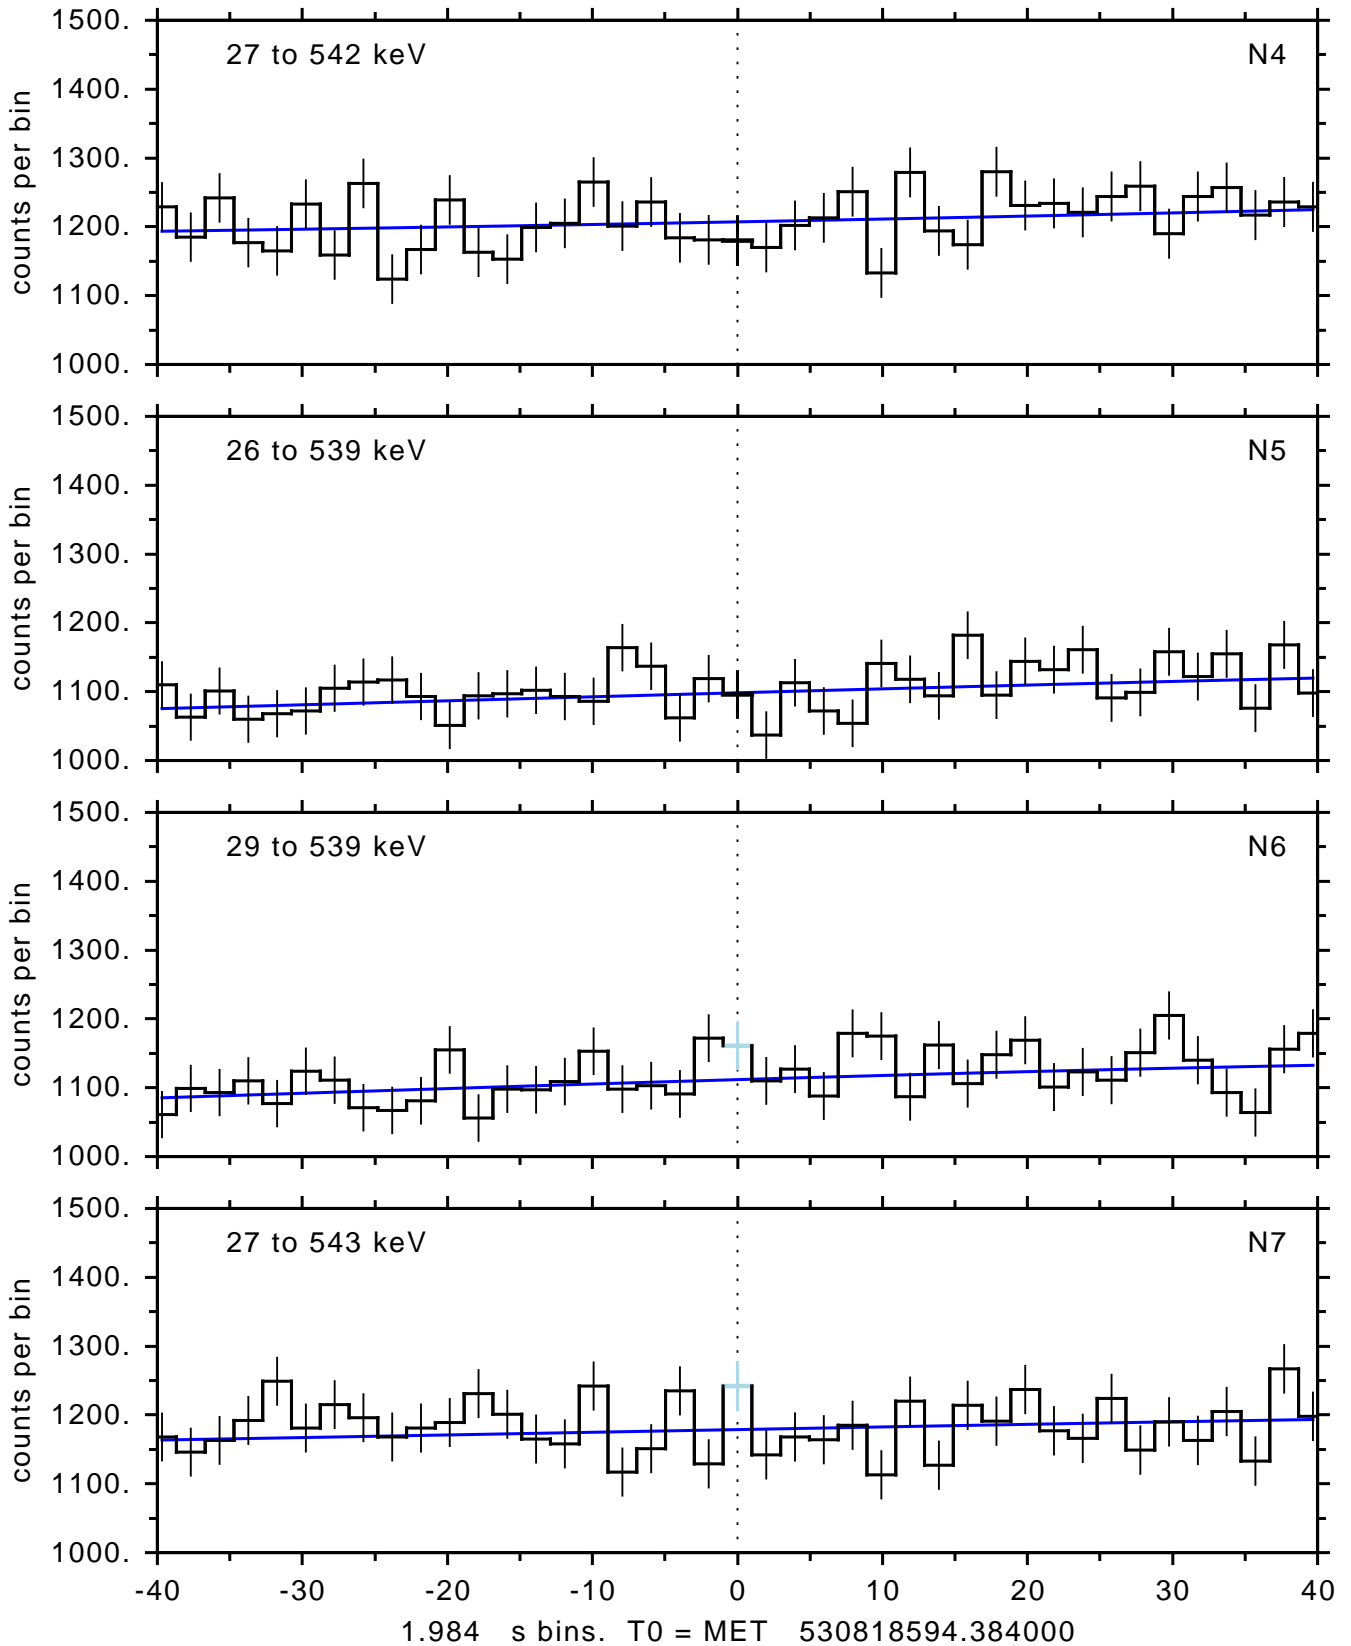 1500.
27 to 542 keV N4
1400.
1300.
1200.
1100.
1000.
counts per bin
1500.
26 to 539 keV N5
1400.
1300.
1200.
1100.
1000.
counts per bin
1500.
29 to 539 keV N6
1400.
1300.
1200.
1100.
1000.
counts per bin
1500.
27 to 543 keV N7
1400.
1300.
1200.
1100.
1000.
counts per bin
-40 -30 -20 -10 0 10 20 30 40
1.984 s bins. T0 = MET 530818594.384000